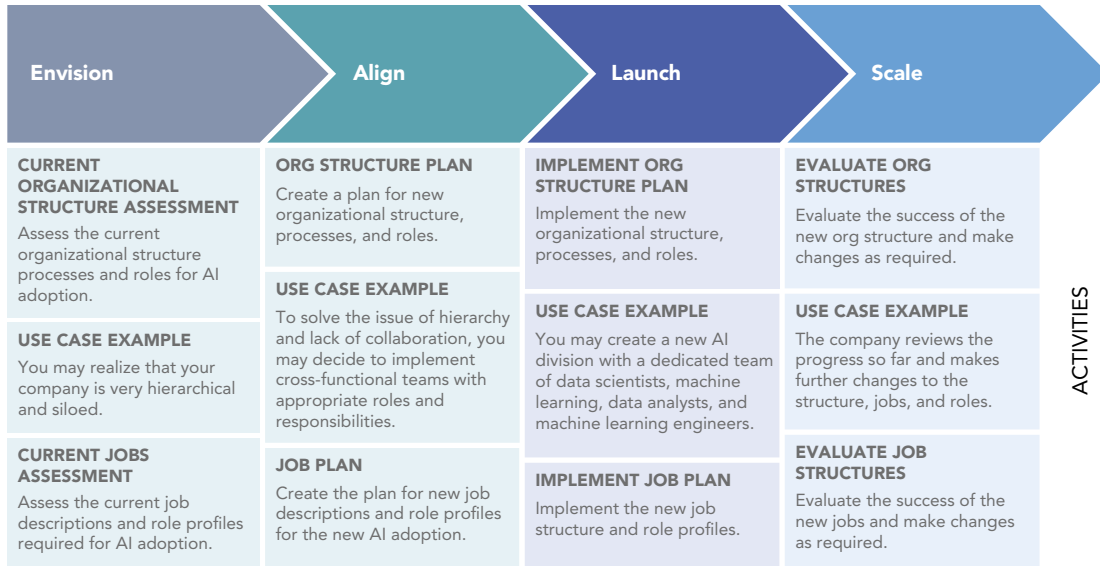 Envision
Align
Launch
Scale
CURRENT
ORGANIZATIONAL
STRUCTURE ASSESSMENT
Assess the current
organizational structure
processes and roles for AI
adoption.
USE CASE EXAMPLE
You may realize that your
company is very hierarchical
and siloed.
CURRENT JOBS
ASSESSMENT
Assess the current job
descriptions and role profiles
required for AI adoption.
ORG STRUCTURE PLAN
Create a plan for new
organizational structure,
processes, and roles.
USE CASE EXAMPLE
To solve the issue of hierarchy
and lack of collaboration, you
may decide to implement
cross-functional teams with
appropriate roles and
responsibilities.
JOB PLAN
Create the plan for new job
descriptions and role profiles
for the new AI adoption.
IMPLEMENT ORG
STRUCTURE PLAN
Implement the new
organizational structure,
processes, and roles.
USE CASE EXAMPLE
You may create a new AI
division with a dedicated team
of data scientists, machine
learning, data analysts, and
machine learning engineers.
IMPLEMENT JOB PLAN
Implement the new job
structure and role profiles.
EVALUATE ORG
STRUCTURES
Evaluate the success of the
new org structure and make
changes as required.
USE CASE EXAMPLE
The company reviews the
progress so far and makes
further changes to the
structure, jobs, and roles.
EVALUATE JOB
STRUCTURES
Evaluate the success of the
new jobs and make changes
as required.
ACTIVITIES